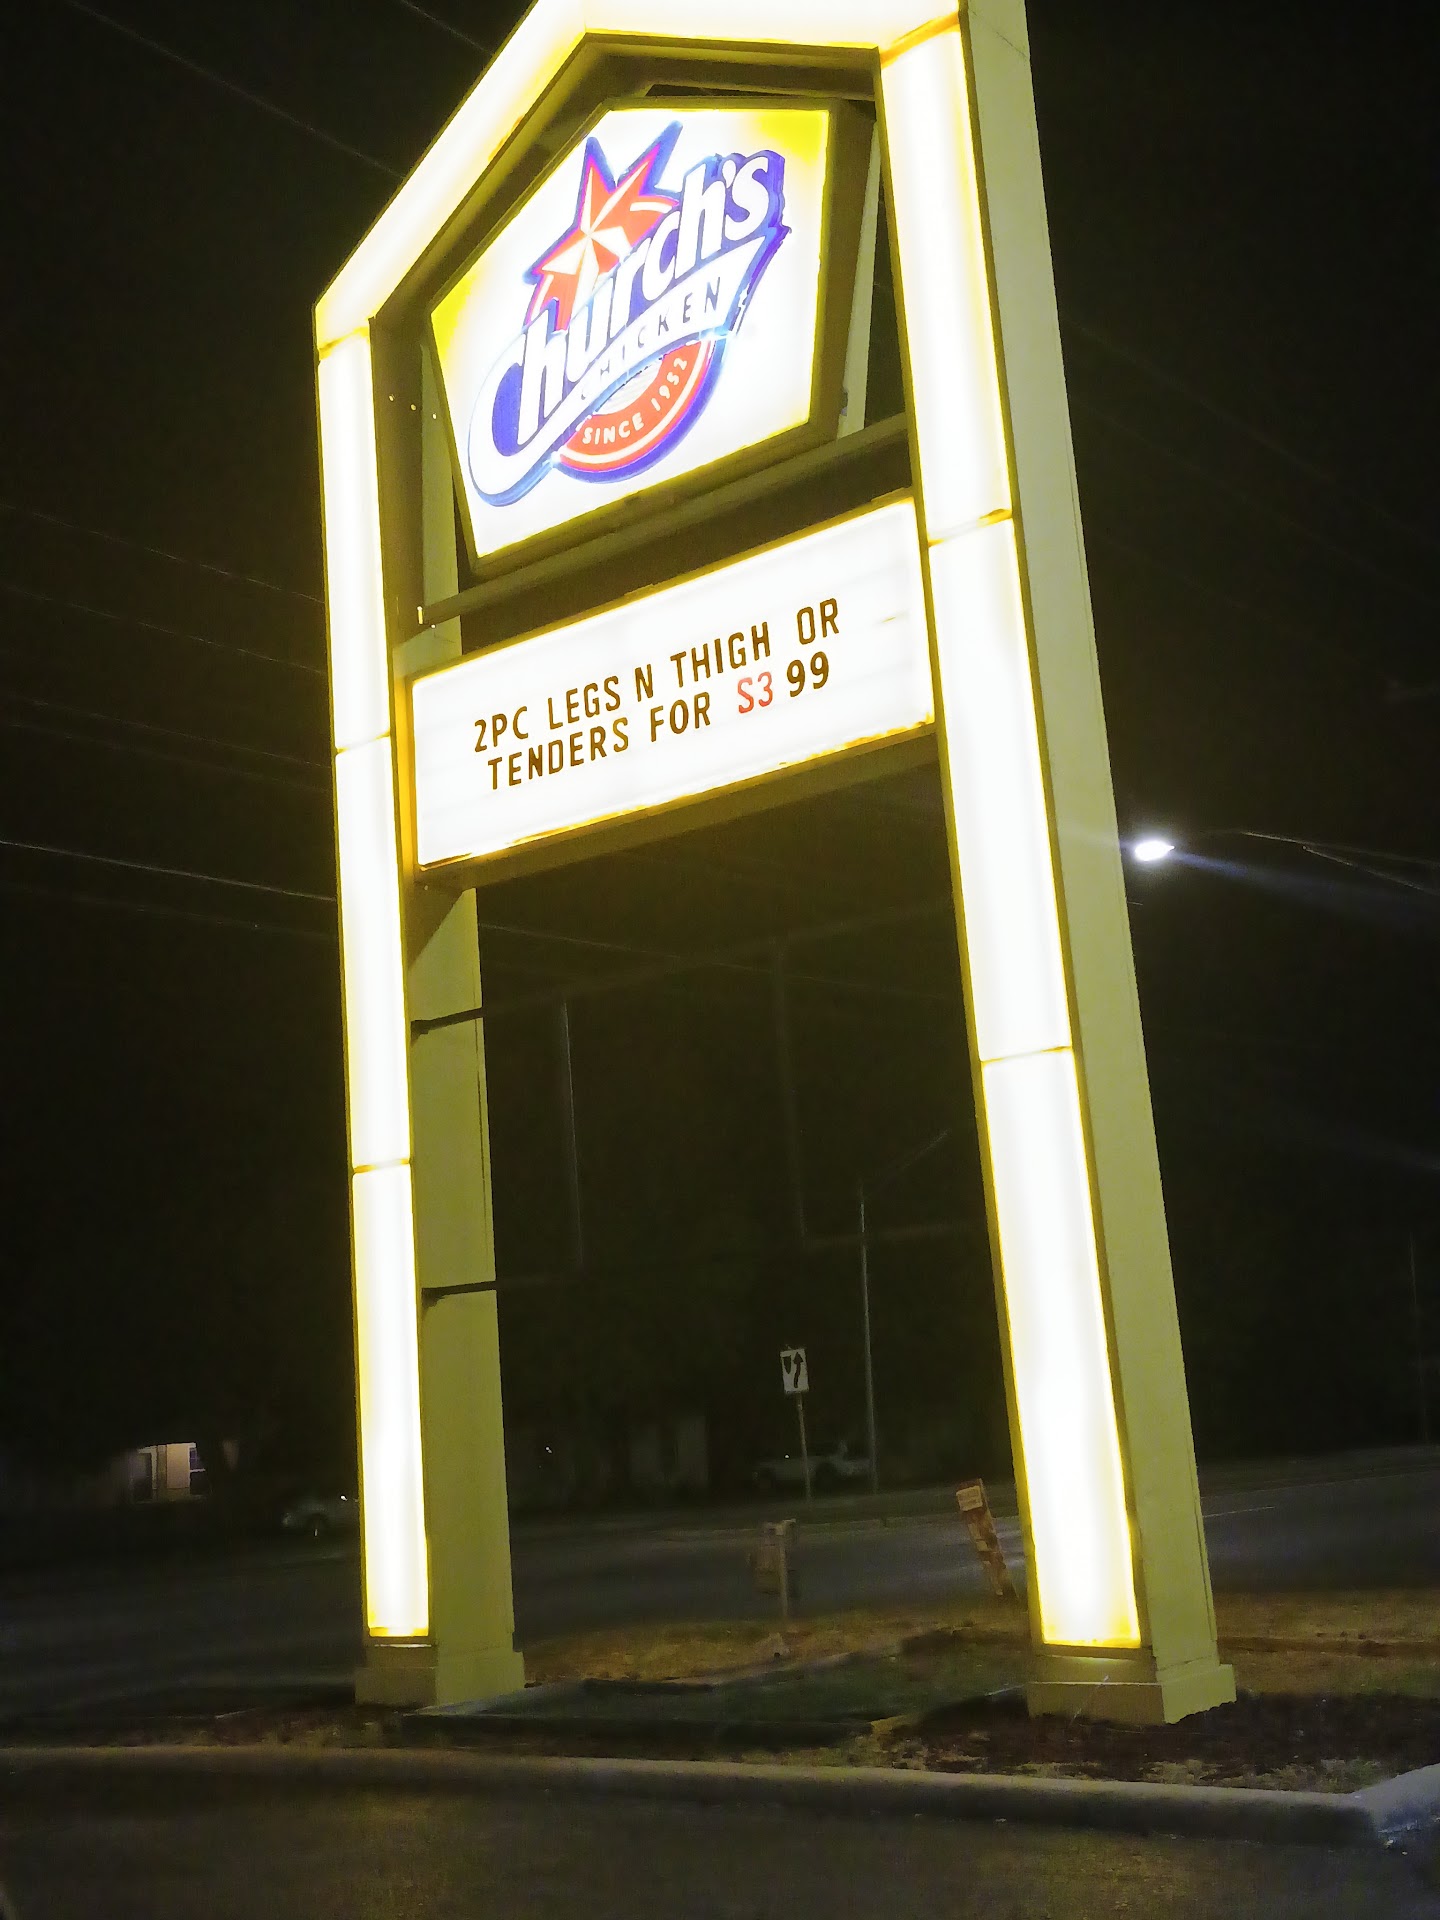 Church's
CHICKEN
SINCE 1952
2PC LEGS N THIGH OR
TENDERS FOR S3 99